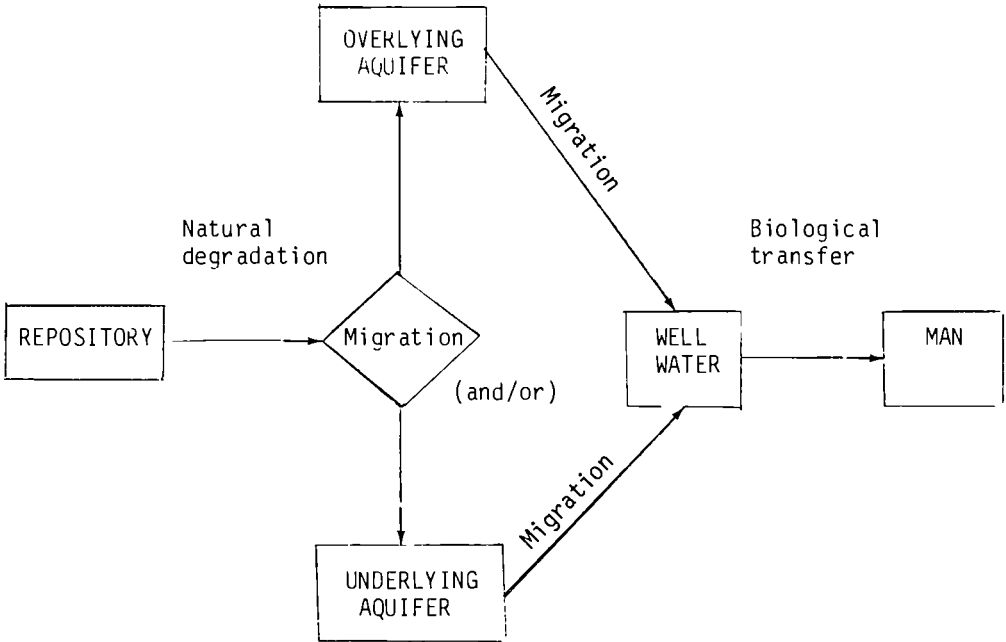 OVERLYING
AQUIFER
Migration
Natural
degradation
Biological
transfer
REPOSITORY
Migration
WELL
WATER
MAN
(and/or)
Migration
UNDERLYING
AQUIFER